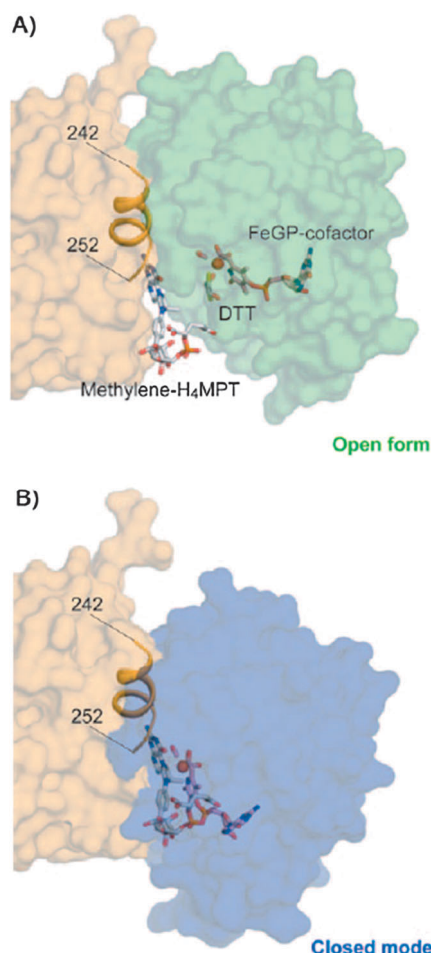 A)
242
252
FeGP-cofactor
DTT
Methylene-H₄MPT
Open form
B)
242
252
Closed mode